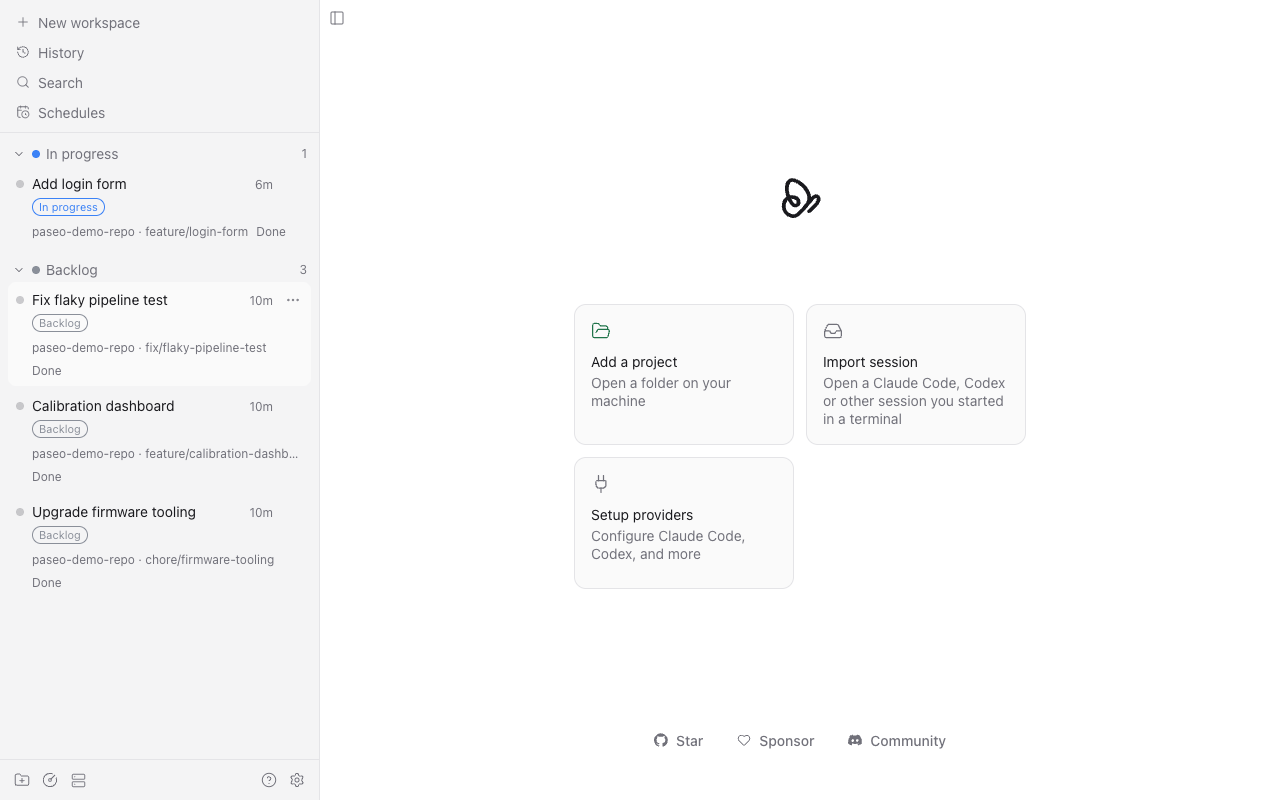 New workspace
History
Search
Schedules
In progress 1
Add login form 6m
In progress
paseo-demo-repo · feature/login-form Done
Backlog 3
Fix flaky pipeline test 10m
Backlog
paseo-demo-repo · fix/flaky-pipeline-test
Done
Calibration dashboard 10m
Backlog
paseo-demo-repo · feature/calibration-dashb...
Done
Upgrade firmware tooling 10m
Backlog
paseo-demo-repo · chore/firmware-tooling
Done
Add a project
Open a folder on your
machine
Import session
Open a Claude Code, Codex
or other session you started
in a terminal
Setup providers
Configure Claude Code,
Codex, and more
Star Sponsor Community